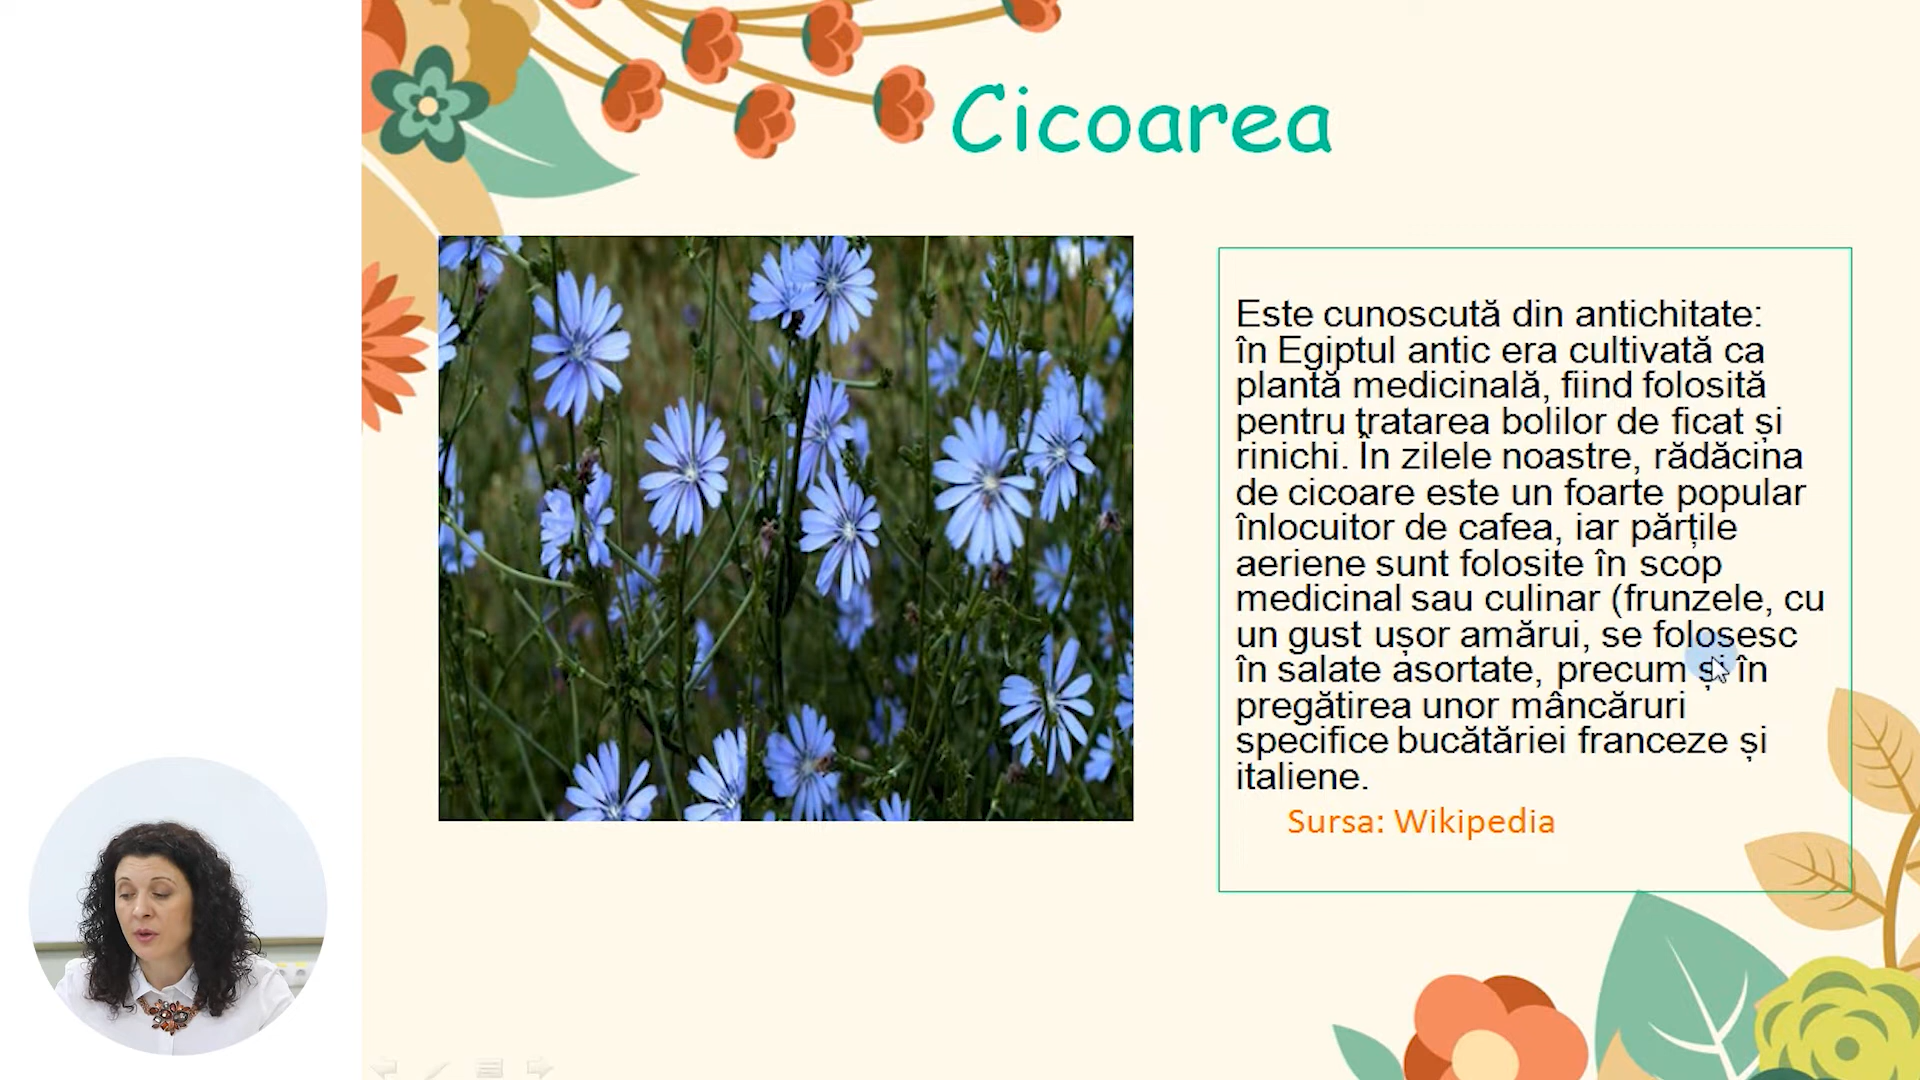 Cicoarea
Este cunoscută din antichitate:
în Egiptul antic era cultivată ca
plantă medicinală, fiind folosită
pentru tratarea bolilor de ficat și
rinichi. În zilele noastre, rădăcina
de cicoare este un foarte popular
înlocuitor de cafea, iar părțile
aeriene sunt folosite în scop
medicinal sau culinar (frunzele, cu
un gust ușor amărui, se folosesc
în salate asortate, precum și în
pregătirea unor mâncăruri
specifice bucătăriei franceze și
italiene.
Sursa: Wikipedia